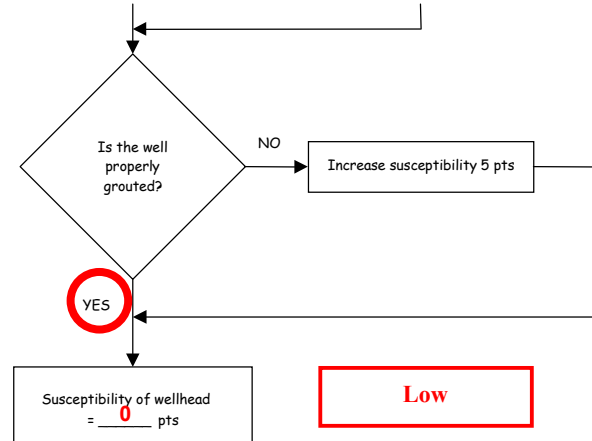 Is the well
properly
grouted?
NO
Increase susceptibility 5 pts
YES
Susceptibility of wellhead
= 0 pts
Low